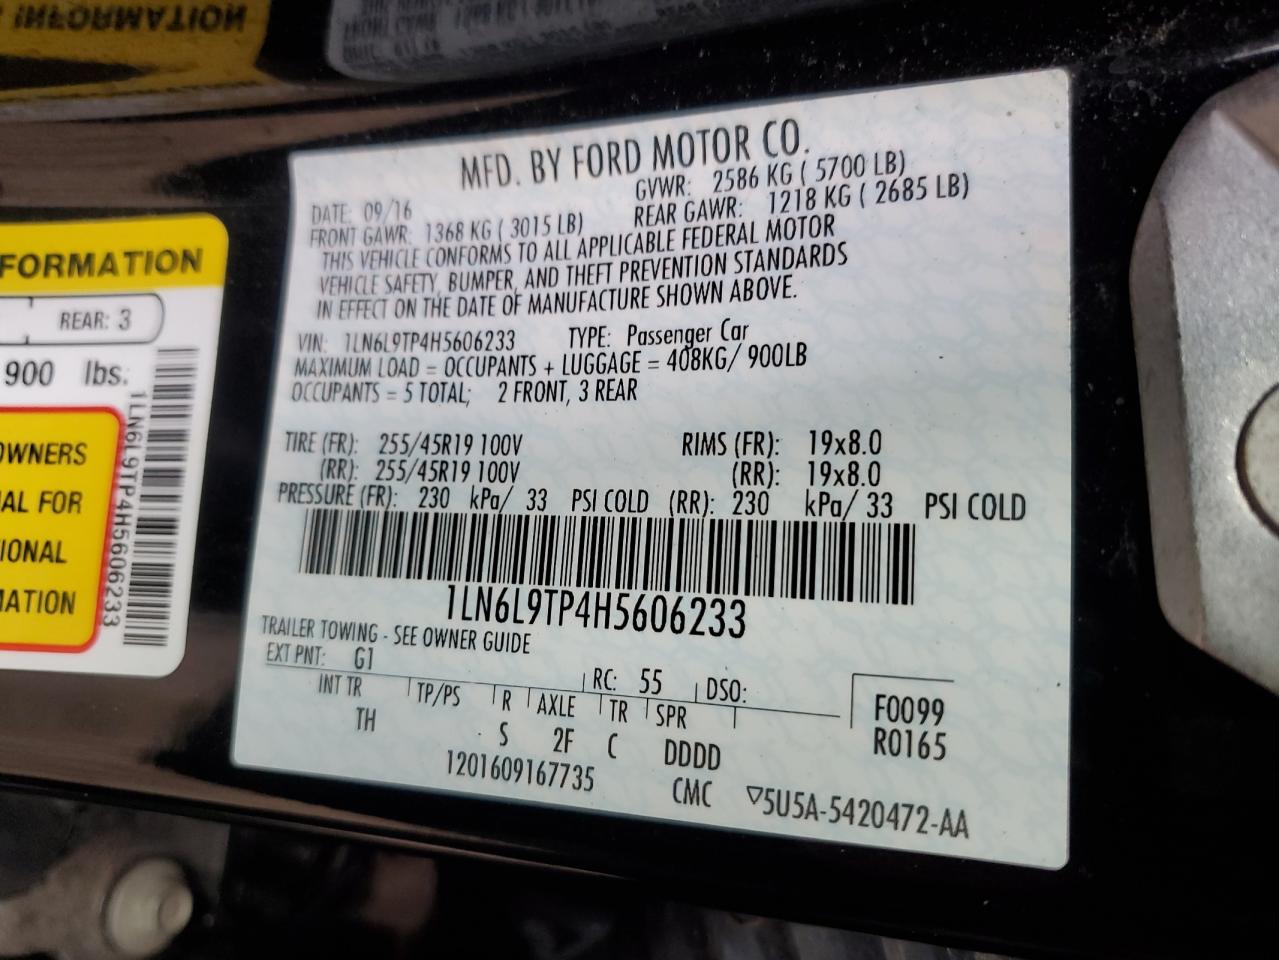 INFORMATION!
FORMATION
REAR: 3
900 lbs.
OWNERS
IAL FOR
IONAL
MATION
1LN6L9TP4H5606233
MFD. BY FORD MOTOR CO.
DATE: 09/16 GVWR: 2586 KG ( 5700 LB)
FRONT GAWR: 1368 KG ( 3015 LB) REAR GAWR: 1218 KG ( 2685 LB)
THIS VEHICLE CONFORMS TO ALL APPLICABLE FEDERAL MOTOR
VEHICLE SAFETY, BUMPER, AND THEFT PREVENTION STANDARDS
IN EFFECT ON THE DATE OF MANUFACTURE SHOWN ABOVE.
VIN: 1LN6L9TP4H5606233 TYPE: Passenger Car
MAXIMUM LOAD = OCCUPANTS + LUGGAGE = 408KG/ 900LB
OCCUPANTS = 5 TOTAL; 2 FRONT, 3 REAR
TIRE (FR): 255/45R19 100V RIMS (FR): 19x8.0
(RR): 255/45R19 100V (RR): 19x8.0
PRESSURE (FR): 230 kPa/ 33 PSI COLD (RR): 230 kPa/ 33 PSI COLD
1LN6L9TP4H5606233
TRAILER TOWING - SEE OWNER GUIDE
EXT PNT: G1 RC: 55 DSO: F0099
INT TR TP/PS R AXLE TR SPR R0165
TH S 2F C DDDD
1201609167735 CMC ▽5U5A-5420472-AA